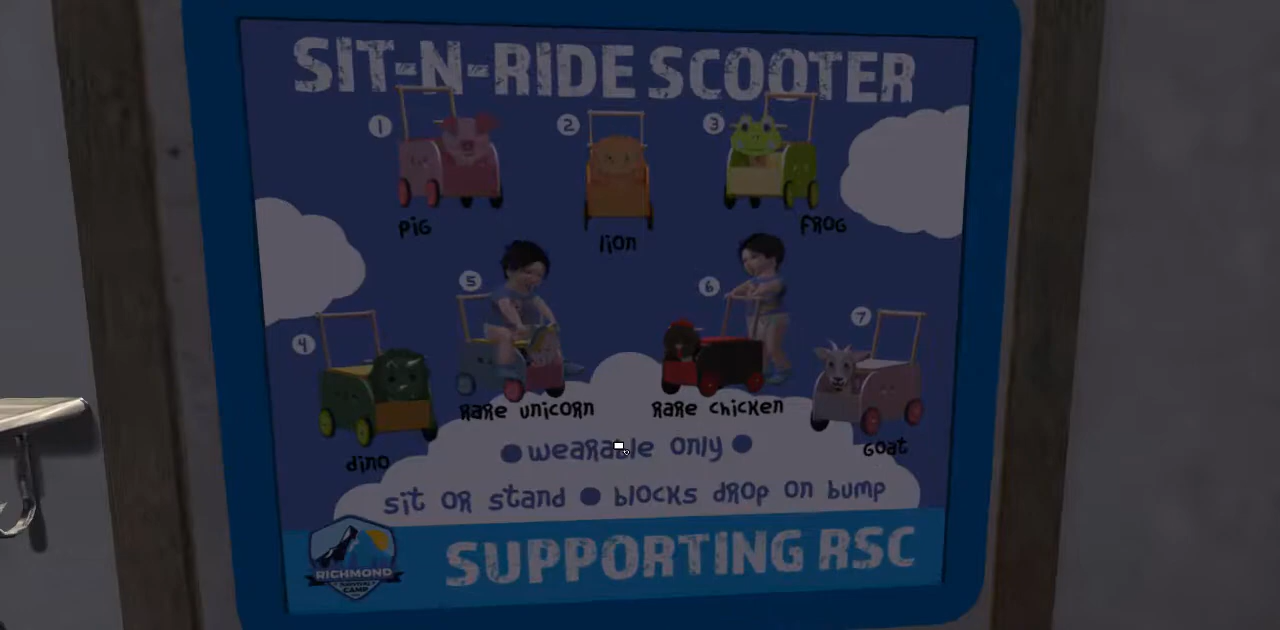 SIT-N-RIDE SCOOTER
1
2
3
PIG
lion
FROG
5
6
7
4
RARE unicorn
RARE chicken
GOAT
dino
wearable only
sit or stand ● blocks drop on bump
SUPPORTING RSC
RICHMOND
CAMP